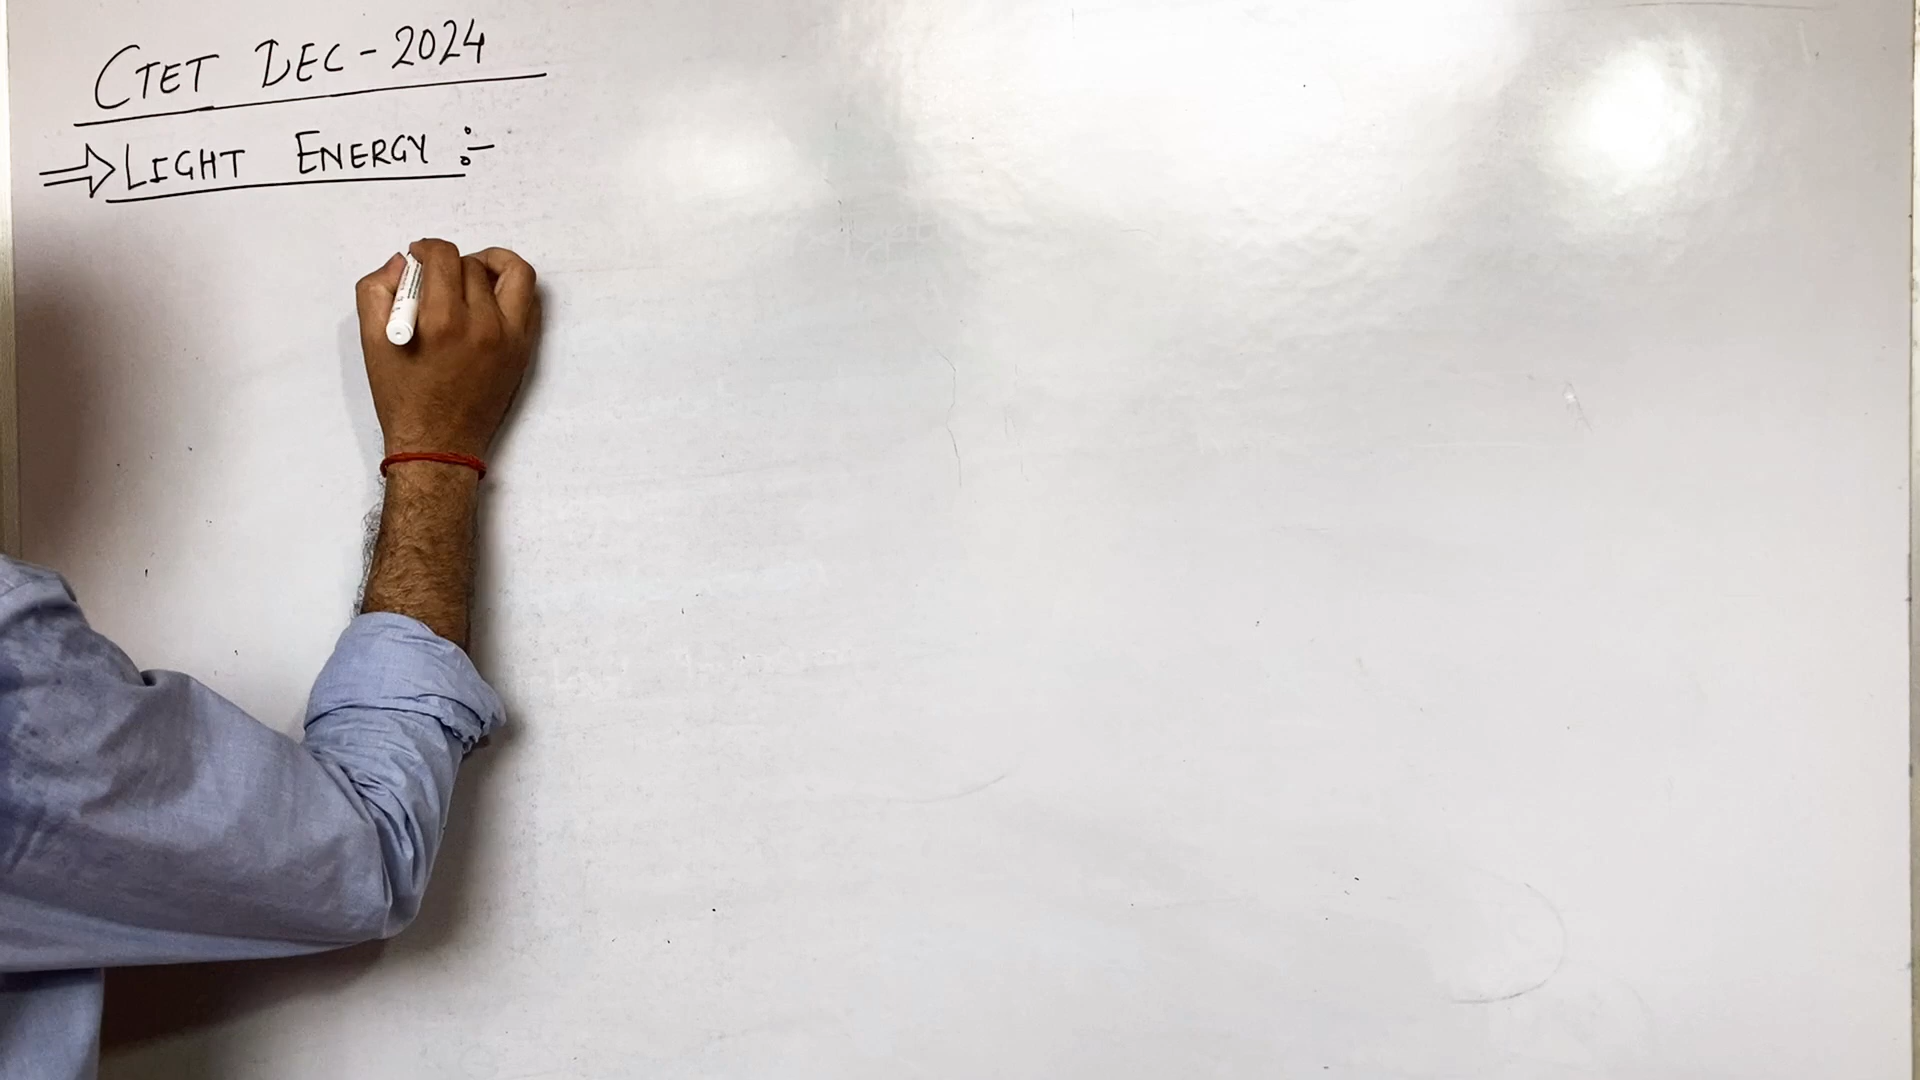 CTET DEC-2024
⇒ LIGHT ENERGY :-